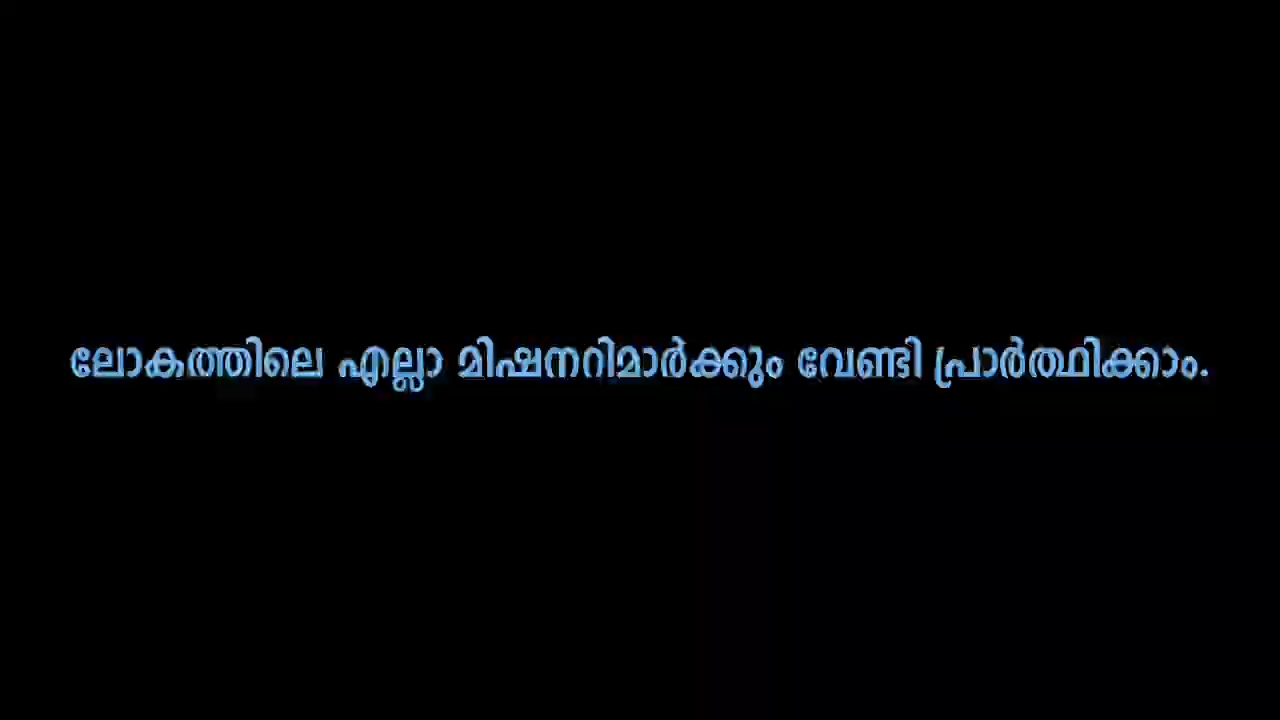 ലോകത്തിലെ എല്ലാ മിഷനറിമാർക്കും വേണ്ടി പ്രാർത്ഥിക്കാം.